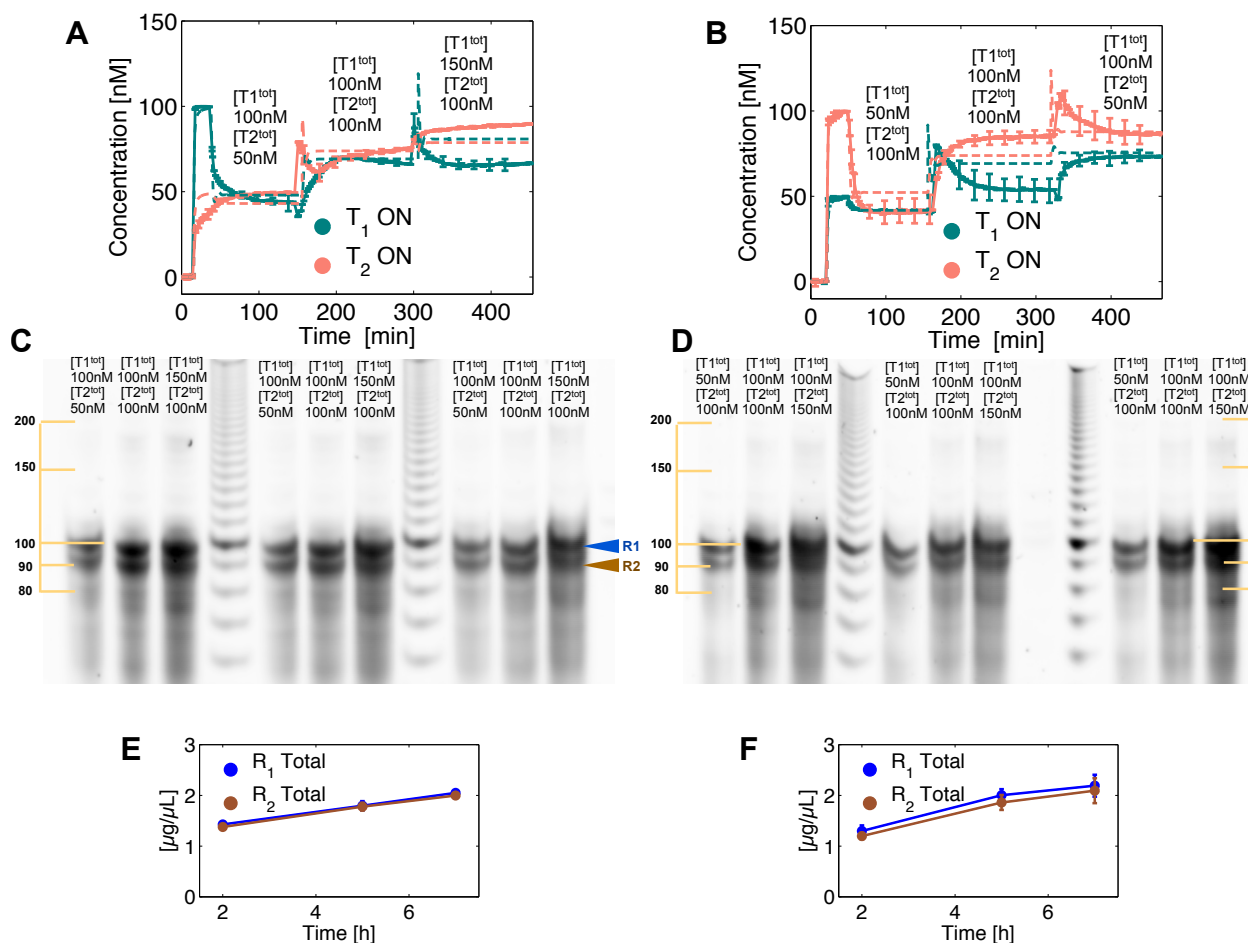 A
Concentration [nM]
150
100
50
0
[T1tot]
100nM
[T2tot]
50nM
[T1tot]
100nM
[T2tot]
100nM
[T1tot]
150nM
[T2tot]
100nM
T1 ON
T2 ON
0 100 200 300 400
Time [min]
B
Concentration [nM]
150
100
50
0
[T1tot]
50nM
[T2tot]
100nM
[T1tot]
100nM
[T2tot]
100nM
[T1tot]
100nM
[T2tot]
50nM
T1 ON
T2 ON
0 100 200 300 400
Time [min]
C
[T1tot] [T1tot] [T1tot] [T1tot] [T1tot] [T1tot] [T1tot] [T1tot] [T1tot]
100nM 100nM 150nM 100nM 100nM 150nM 100nM 100nM 150nM
[T2tot] [T2tot] [T2tot] [T2tot] [T2tot] [T2tot] [T2tot] [T2tot] [T2tot]
50nM 100nM 100nM 50nM 100nM 100nM 50nM 100nM 100nM
200
150
100
90
80
R1
R2
D
[T1tot] [T1tot] [T1tot] [T1tot] [T1tot] [T1tot] [T1tot] [T1tot] [T1tot]
50nM 100nM 100nM 50nM 100nM 100nM 50nM 100nM 100nM
[T2tot] [T2tot] [T2tot] [T2tot] [T2tot] [T2tot] [T2tot] [T2tot] [T2tot]
100nM 100nM 150nM 100nM 100nM 150nM 100nM 100nM 150nM
200
150
100
90
80
E
[µg/µL]
3
2
1
0
R1 Total
R2 Total
2 4 6
Time [h]
F
[µg/µL]
3
2
1
0
R1 Total
R2 Total
2 4 6
Time [h]